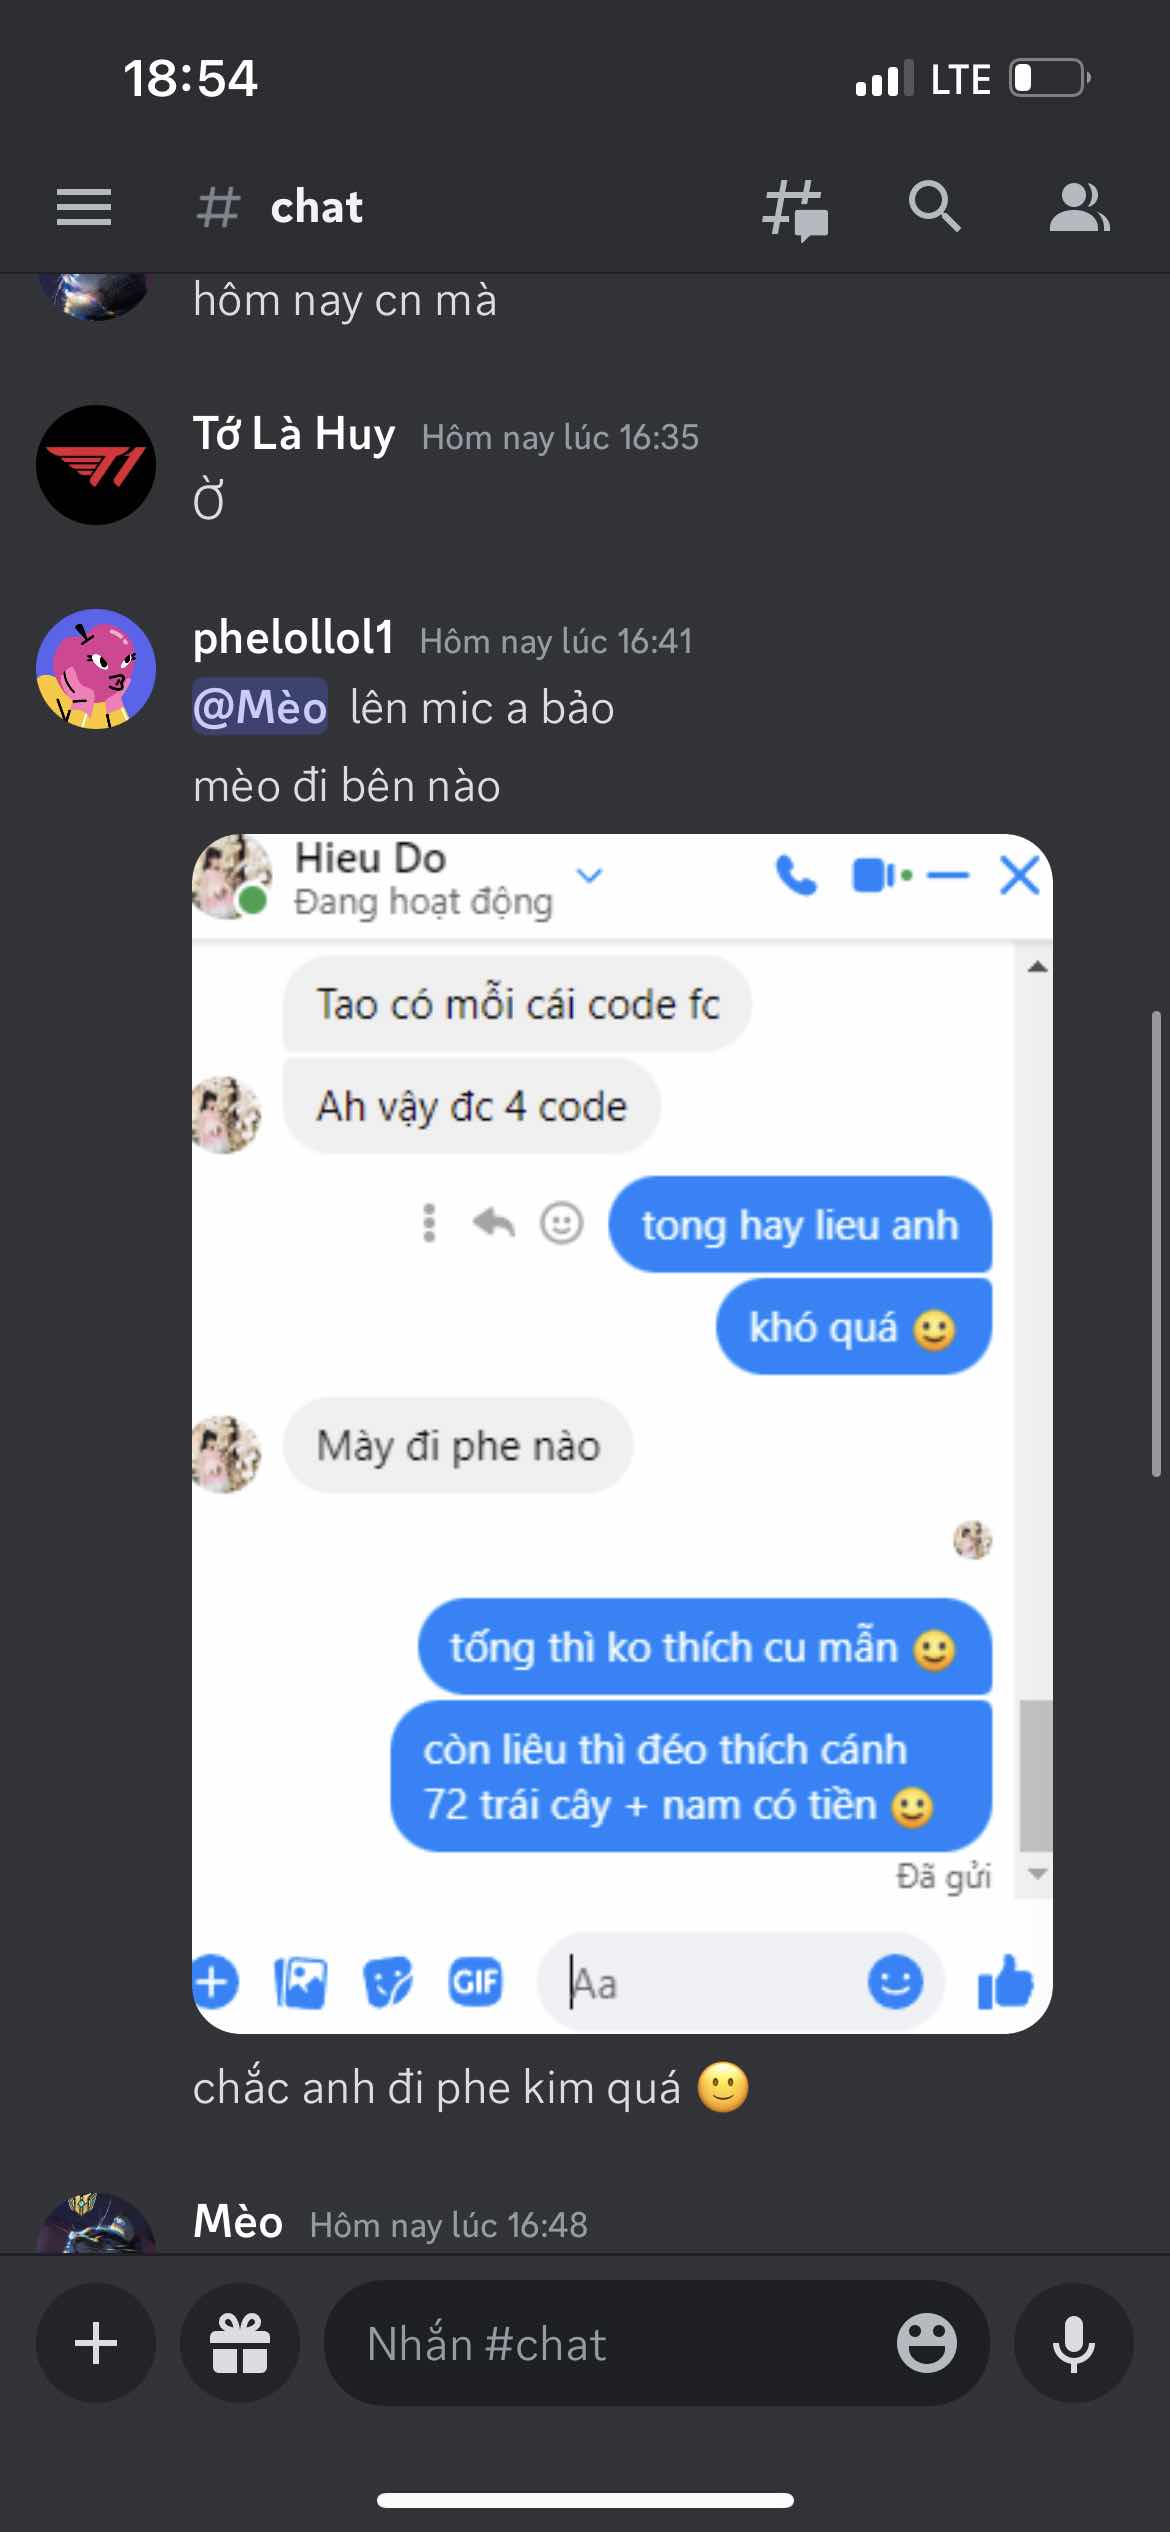 18:54
LTE
# chat
hôm nay cn mà
Tớ Là Huy Hôm nay lúc 16:35
Ờ
phelollol1 Hôm nay lúc 16:41
@Mèo lên mic a bảo
mèo đi bên nào
Hieu Do
Đang hoạt động
Tao có mỗi cái code fc
Ah vậy đc 4 code
tong hay lieu anh
khó quá 🙂
Mày đi phe nào
tống thì ko thích cu mẫn 🙂
còn liêu thì đéo thích cánh
72 trái cây + nam có tiền 🙂
Đã gửi
GIF
Aa
chắc anh đi phe kim quá 🙂
Mèo Hôm nay lúc 16:48
Nhắn #chat